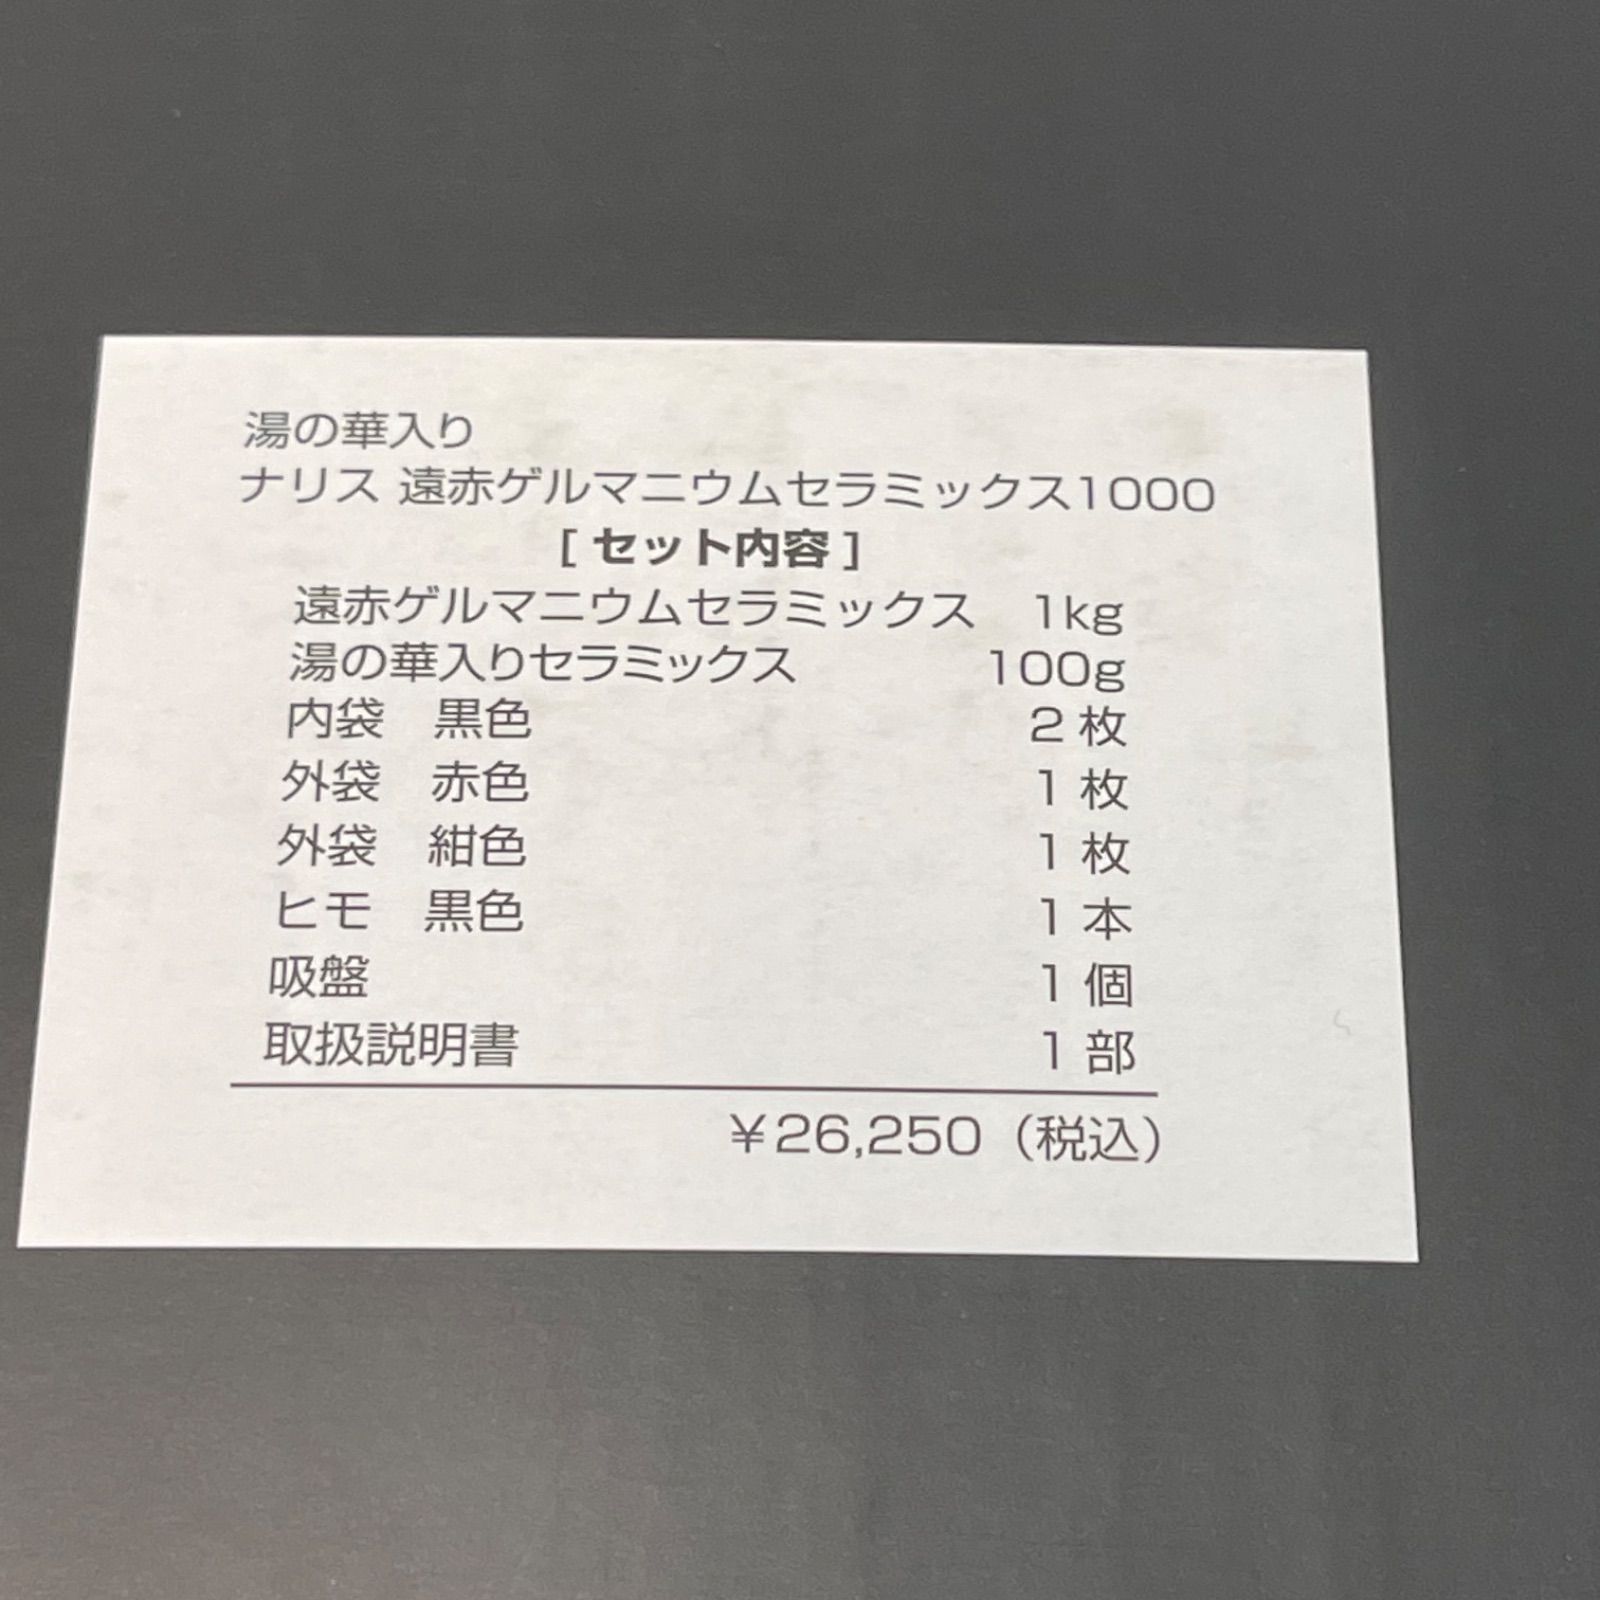 湯の華入り
ナリス 遠赤ゲルマニウムセラミックス1000
[ セット内容 ]
遠赤ゲルマニウムセラミックス 1kg
湯の華入りセラミックス 100g
内袋 黒色 2 枚
外袋 赤色 1 枚
外袋 紺色 1 枚
ヒモ 黒色 1 本
吸盤 1 個
取扱説明書 1 部
￥26,250（税込）